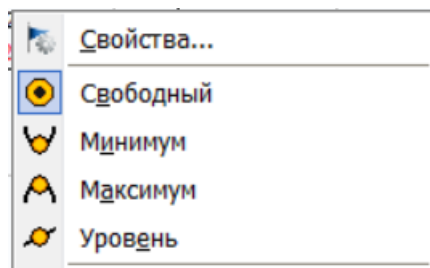 Свойства...
Свободный
Минимум
Максимум
Уровень